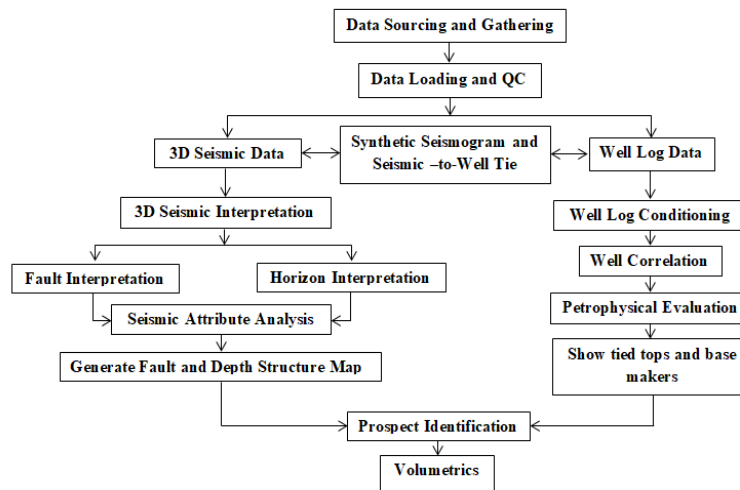 Data Sourcing and Gathering
Data Loading and QC
3D Seismic Data
Synthetic Seismogram and
Seismic –to-Well Tie
Well Log Data
3D Seismic Interpretation
Well Log Conditioning
Fault Interpretation
Horizon Interpretation
Well Correlation
Seismic Attribute Analysis
Petrophysical Evaluation
Generate Fault and Depth Structure Map
Show tied tops and base
makers
Prospect Identification
Volumetrics